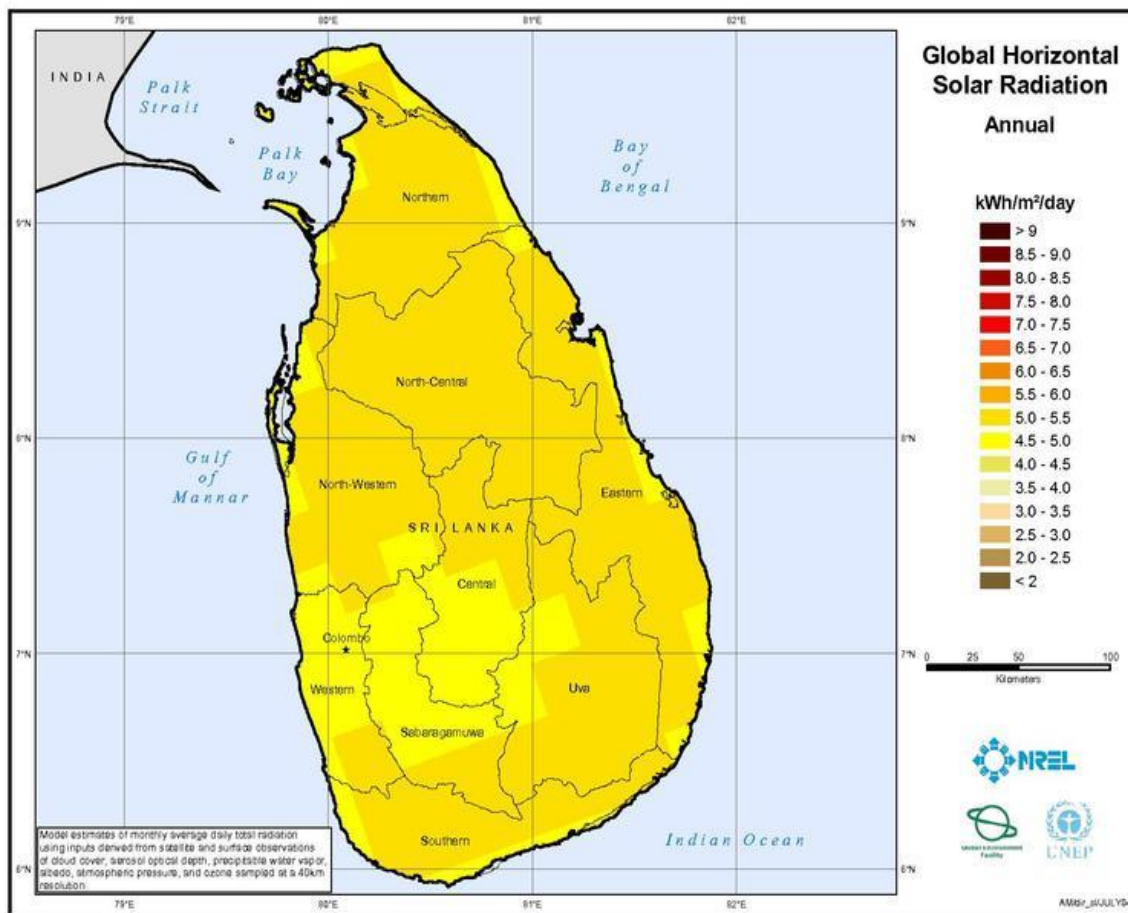 79°E 80°E 81°E 82°E
INDIA
Palk
Strait
Palk
Bay
Bay
of
Bengal
Northern
9°N 9°N
North-Central
8°N 8°N
Gulf
of
Mannar
North-Western
Eastern
SRI LANKA
Central
Colombo
7°N 7°N
Western
Uva
Sabaragamuwa
Southern
Indian Ocean
6°N 6°N
Model estimates of monthly average daily total radiation
using inputs derived from satellite and surface observations
of cloud cover, aerosol optical depth, precipitable water vapor,
albedo, atmospheric pressure, and ozone sampled at a 40km
resolution.
79°E 80°E 81°E 82°E
Global Horizontal
Solar Radiation
Annual
kWh/m²/day
> 9
8.5 - 9.0
8.0 - 8.5
7.5 - 8.0
7.0 - 7.5
6.5 - 7.0
6.0 - 6.5
5.5 - 6.0
5.0 - 5.5
4.5 - 5.0
4.0 - 4.5
3.5 - 4.0
3.0 - 3.5
2.5 - 3.0
2.0 - 2.5
< 2
0 25 50 100
Kilometers
NREL
Global Environment
Facility
UNEP